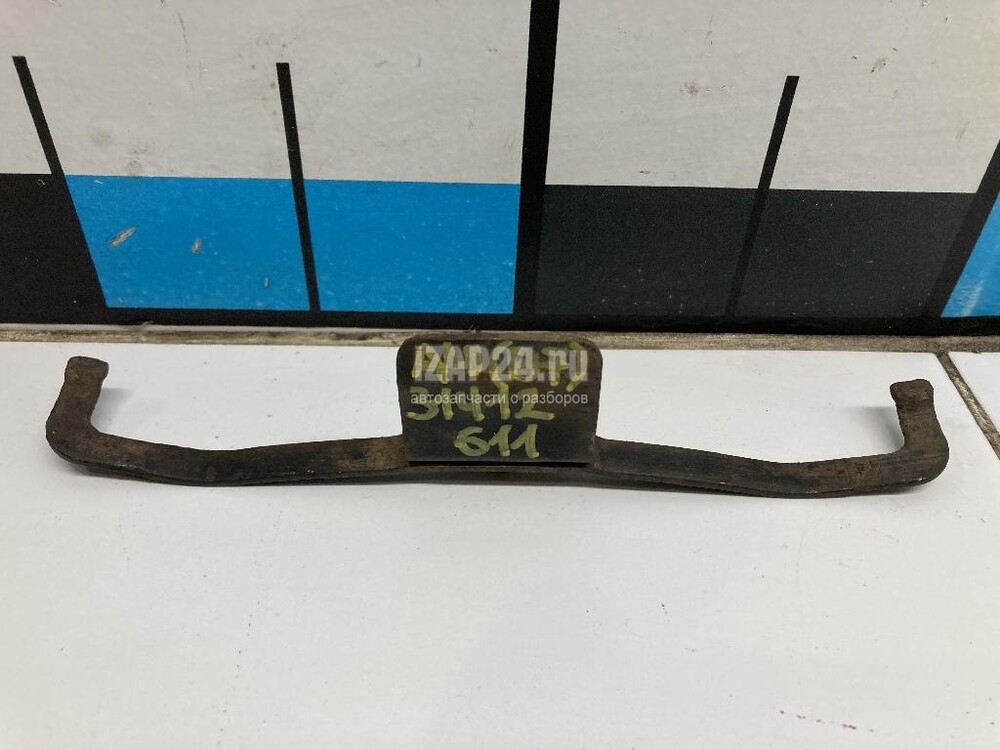 IZAP24.ru
автозапчасти с разборов
31412
611